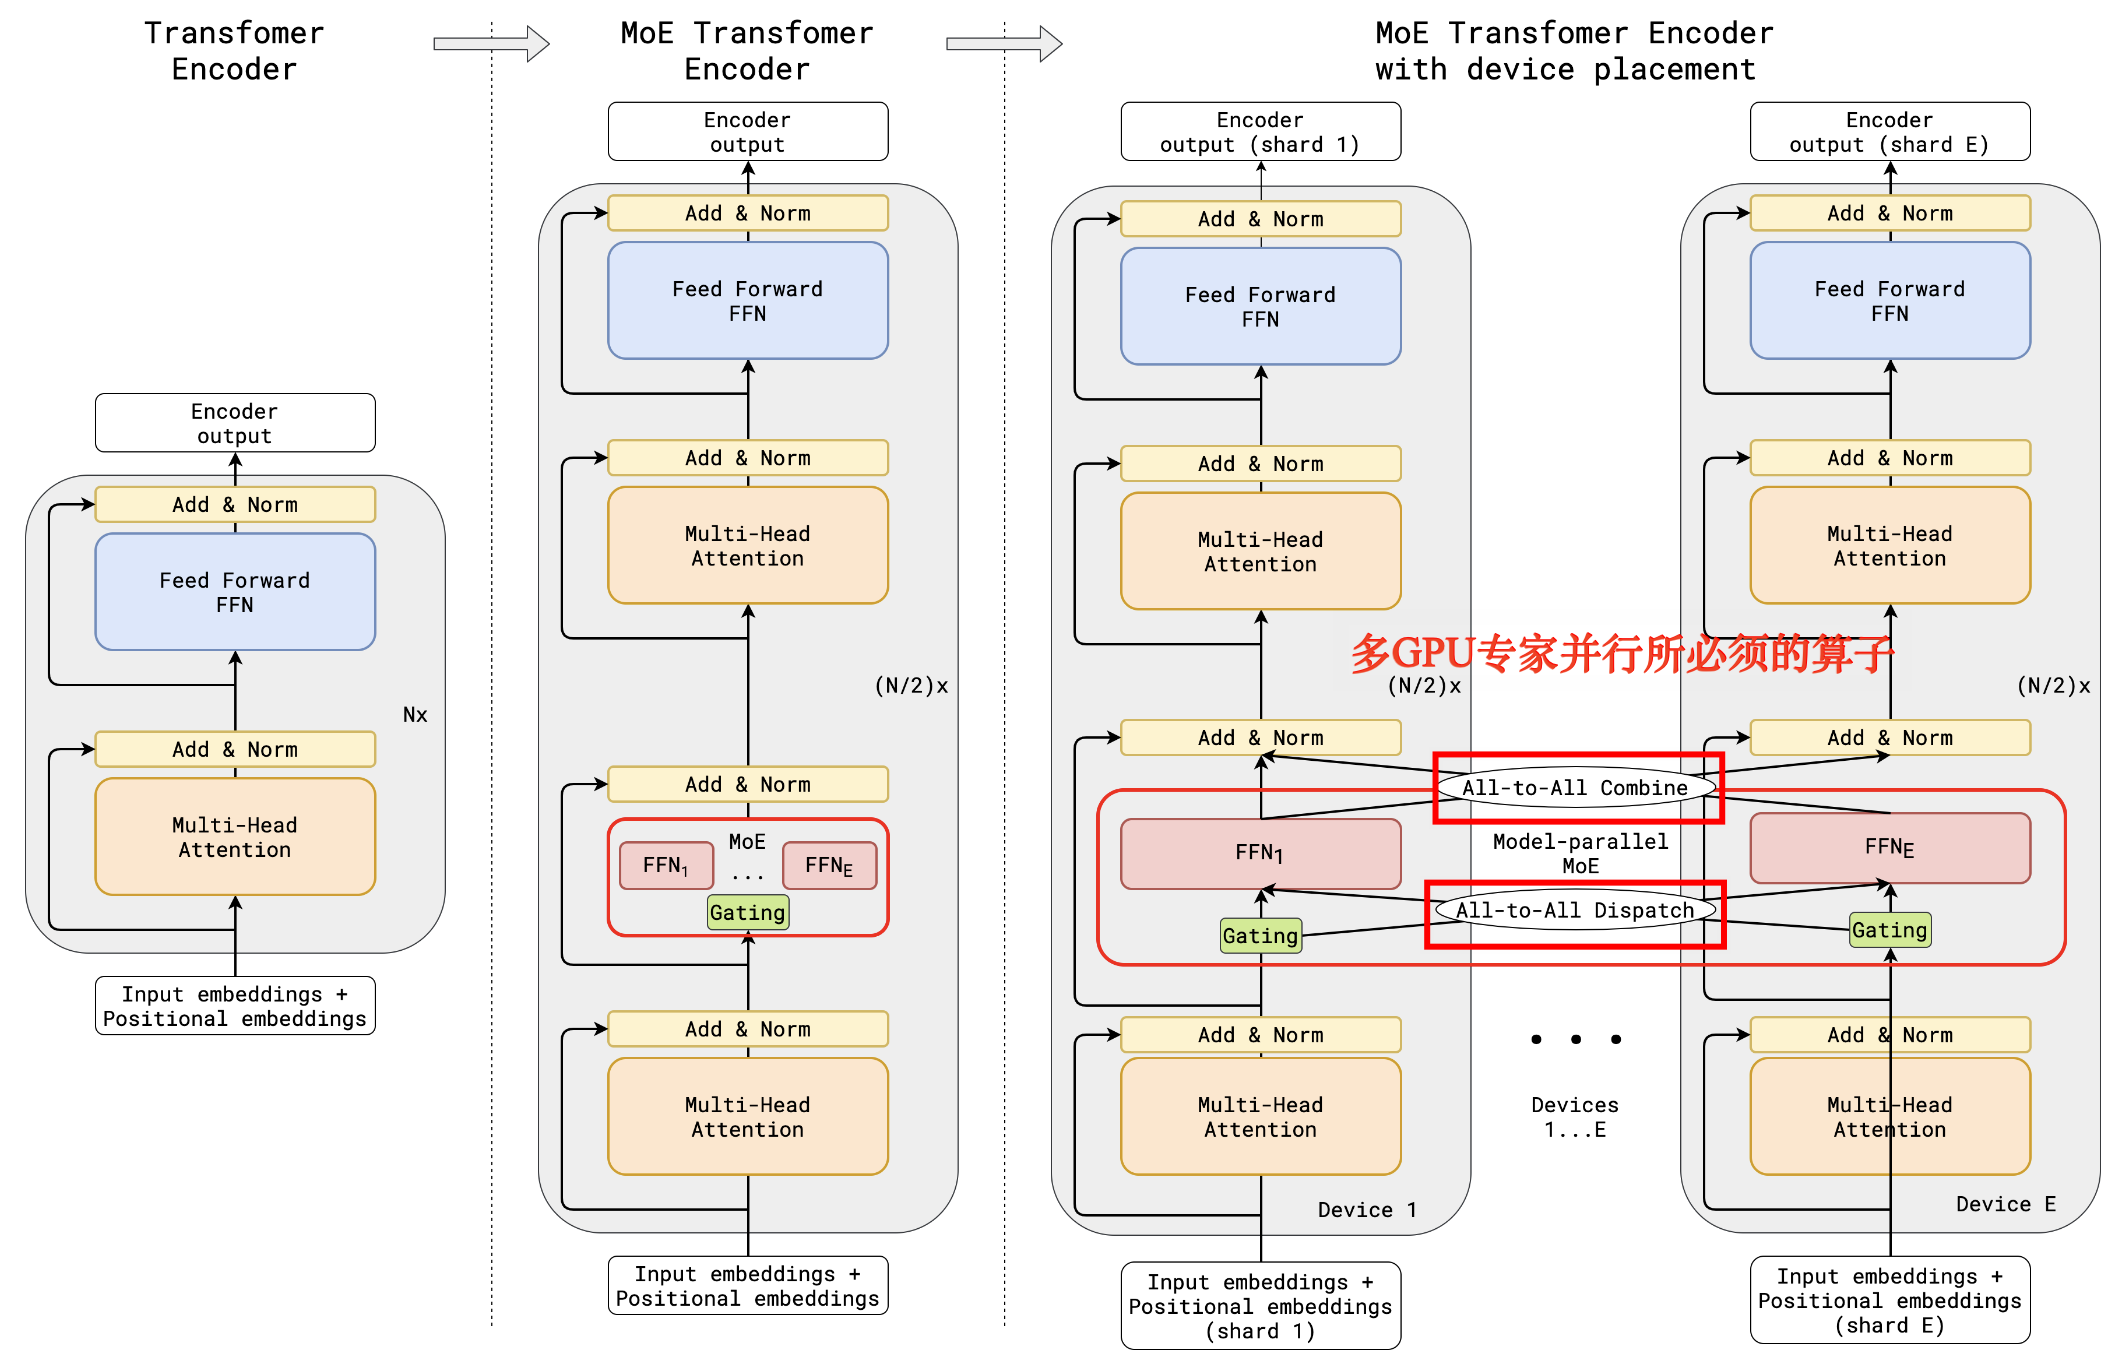 Transfomer
Encoder
Encoder
output
Add & Norm
Feed Forward
FFN
Nx
Add & Norm
Multi-Head
Attention
Input embeddings +
Positional embeddings
MoE Transfomer
Encoder
Encoder
output
Add & Norm
Feed Forward
FFN
Add & Norm
Multi-Head
Attention
(N/2)x
Add & Norm
MoE
FFN1 ... FFNE
Gating
Add & Norm
Multi-Head
Attention
Input embeddings +
Positional embeddings
MoE Transfomer Encoder
with device placement
Encoder
output (shard 1)
Add & Norm
Feed Forward
FFN
Add & Norm
Multi-Head
Attention
(N/2)x
Add & Norm
FFN1
Gating
Add & Norm
Multi-Head
Attention
Device 1
Input embeddings +
Positional embeddings
(shard 1)
多GPU专家并行所必须的算子
All-to-All Combine
Model-parallel
MoE
All-to-All Dispatch
Devices
1...E
Encoder
output (shard E)
Add & Norm
Feed Forward
FFN
Add & Norm
Multi-Head
Attention
(N/2)x
Add & Norm
FFNE
Gating
Add & Norm
Multi-Head
Attention
Device E
Input embeddings +
Positional embeddings
(shard E)